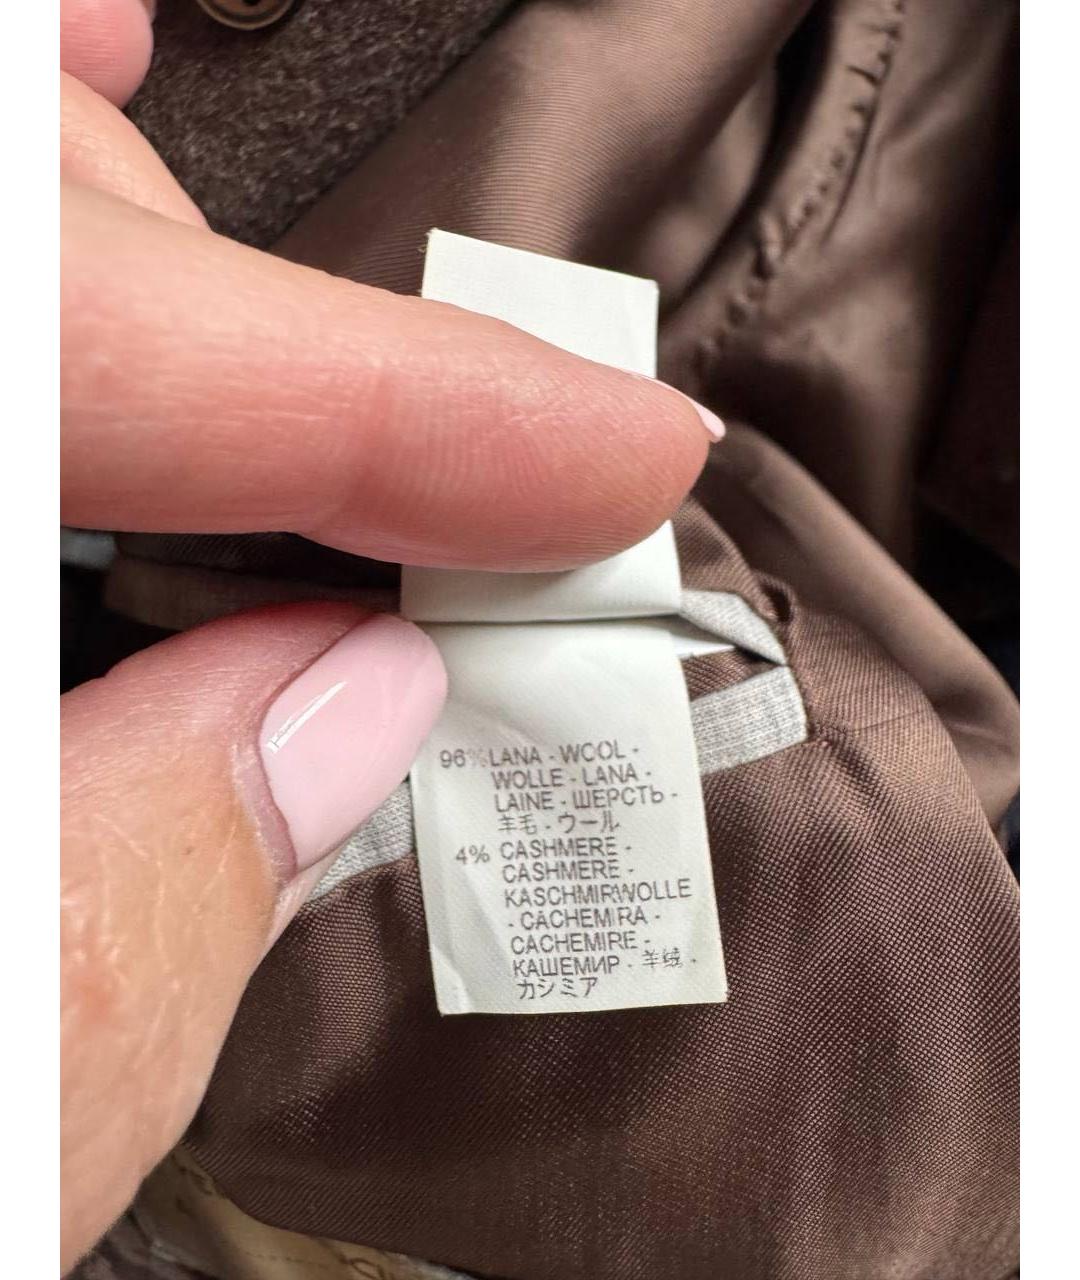 96% LANA - WOOL -
WOLLE - LANA -
LAINE - ШЕРСТЬ -
羊毛 - ウール
4% CASHMERE -
CASHMERE -
KASCHMIRWOLLE
- CACHEMIRA -
CACHEMIRE -
КАШЕМИР - 羊绒 -
カシミア